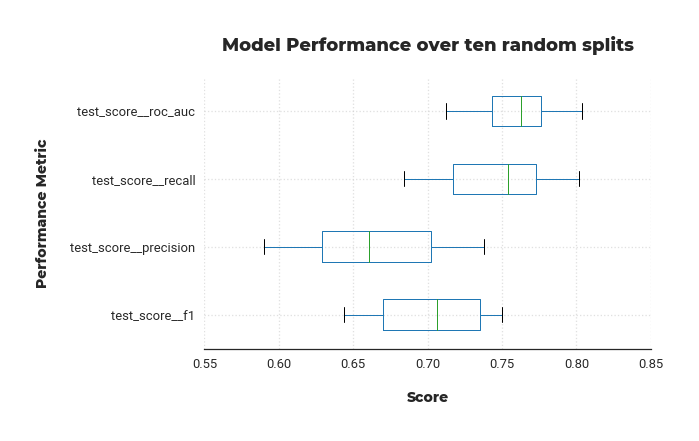 Model Performance over ten random splits
Performance Metric
test_score__roc_auc
test_score__recall
test_score__precision
test_score__f1
0.55 0.60 0.65 0.70 0.75 0.80 0.85
Score